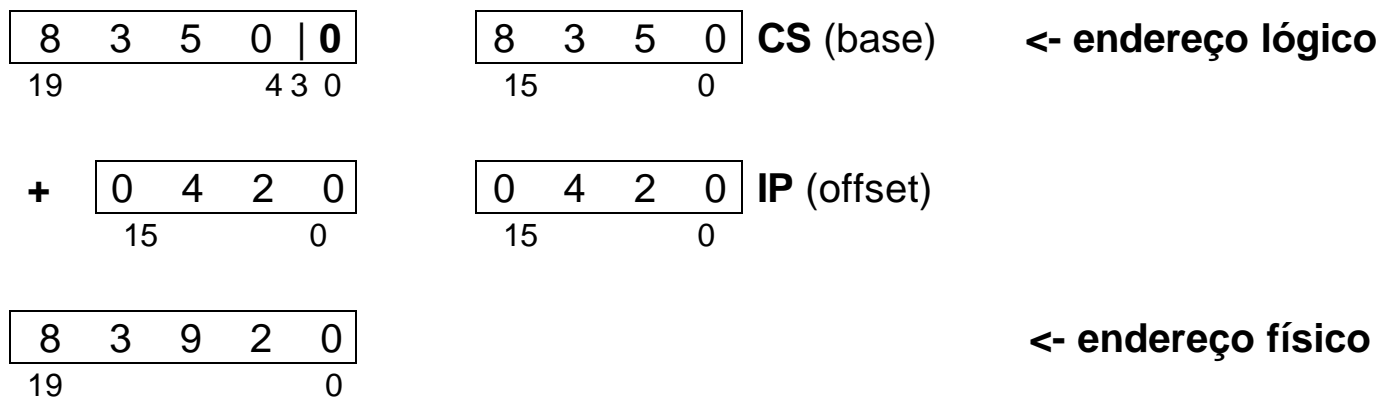 8 3 5 0 | 0 8 3 5 0 CS (base) <- endereço lógico
19 4 3 0 15 0
+ 0 4 2 0 0 4 2 0 IP (offset)
15 0 15 0
8 3 9 2 0 <- endereço físico
19 0